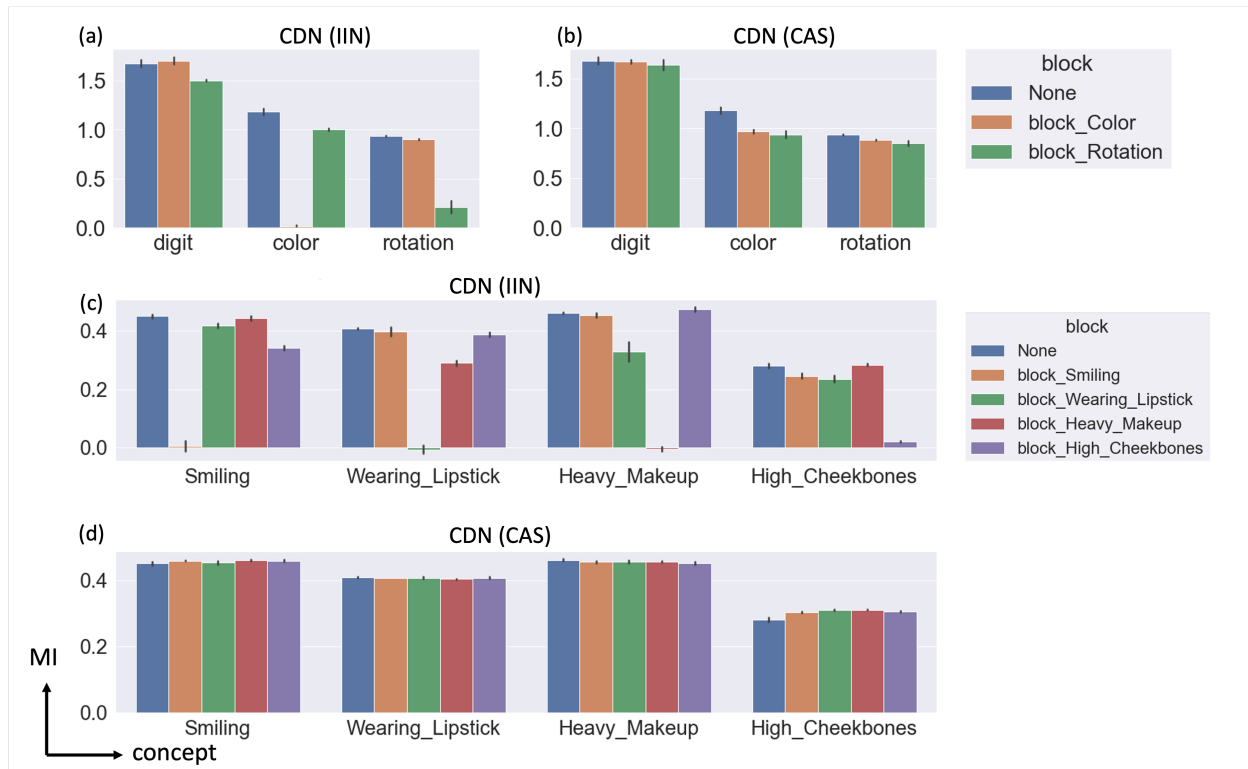 (a) CDN (IIN)
1.5
1.0
0.5
0.0
digit color rotation
(b) CDN (CAS)
1.5
1.0
0.5
0.0
digit color rotation
block
None
block_Color
block_Rotation
(c) CDN (IIN)
0.4
0.2
0.0
Smiling Wearing_Lipstick Heavy_Makeup High_Cheekbones
block
None
block_Smiling
block_Wearing_Lipstick
block_Heavy_Makeup
block_High_Cheekbones
(d) CDN (CAS)
0.4
0.2
0.0
Smiling Wearing_Lipstick Heavy_Makeup High_Cheekbones
MI
concept